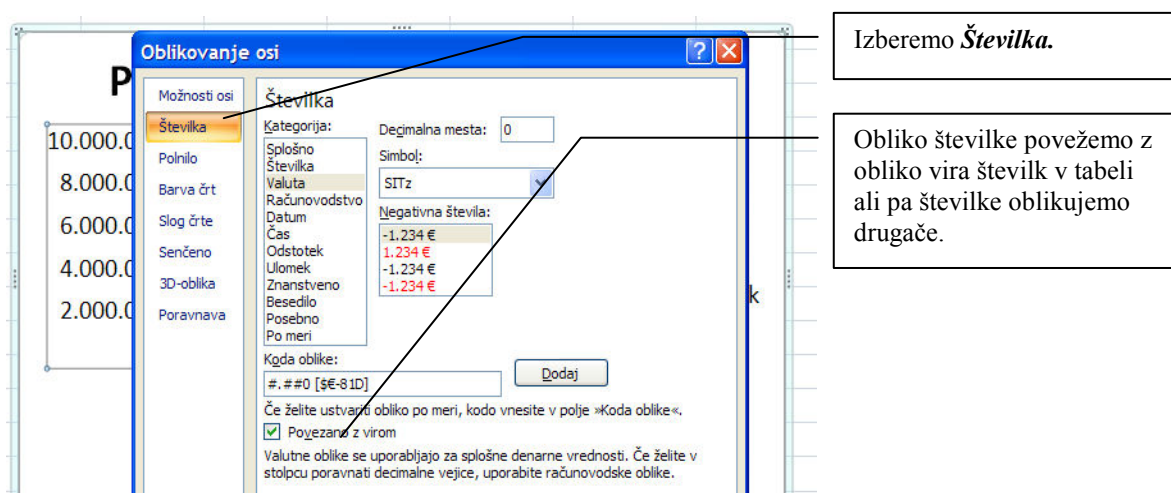 Oblikovanje osi
P
10.000.0
8.000.0
6.000.0
4.000.0
2.000.0
Možnosti osi
Številka
Polnilo
Barva črt
Slog črte
Senčeno
3D-oblika
Poravnava
Številka
Kategorija:
Splošno
Številka
Valuta
Računovodstvo
Datum
Čas
Odstotek
Ulomek
Znanstveno
Besedilo
Posebno
Po meri
Decimalna mesta: 0
Simbol:
SITz
Negativna števila:
-1.234 €
1.234 €
-1.234 €
-1.234 €
Koda oblike:
#.##0 [$€-81D]
Dodaj
Če želite ustvariti obliko po meri, kodo vnesite v polje »Koda oblike«.
Povezano z virom
Valutne oblike se uporabljajo za splošne denarne vrednosti. Če želite v
stolpcu poravnati decimalne vejice, uporabite računovodske oblike.
k
Izberemo Številka.
Obliko številke povežemo z
obliko vira številk v tabeli
ali pa številke oblikujemo
drugače.